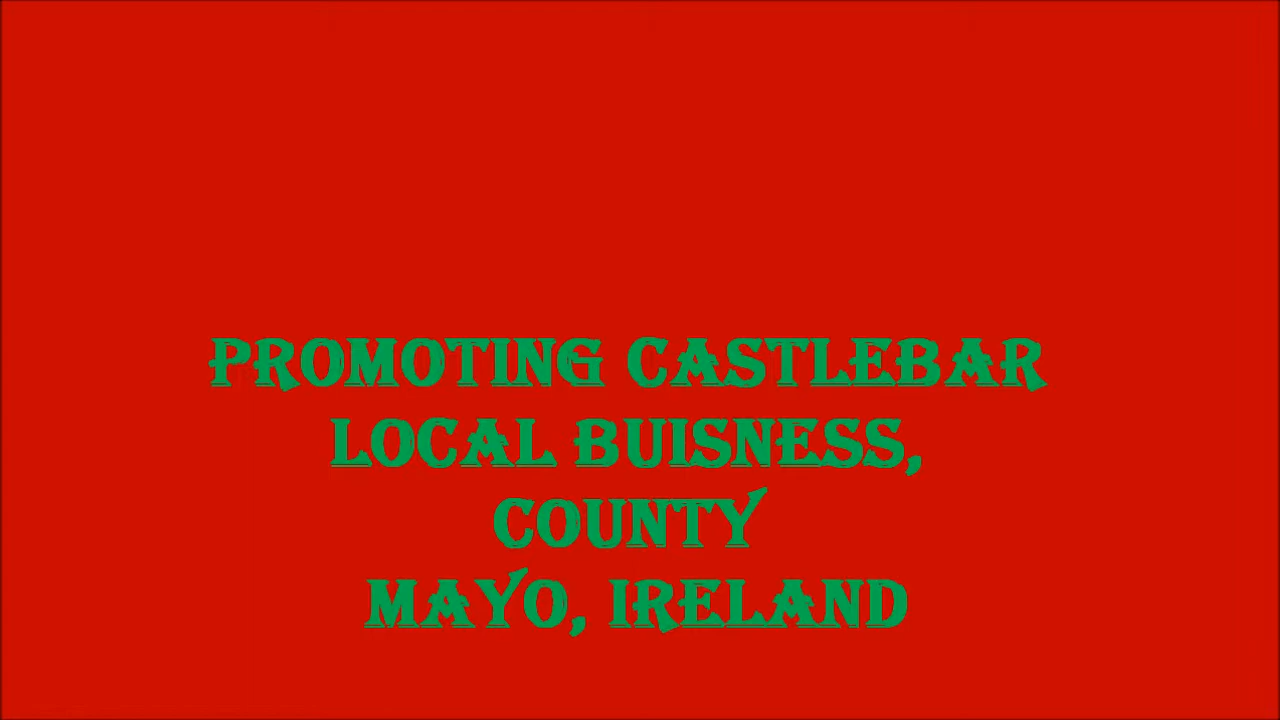 PROMOTING CASTLEBAR
LOCAL BUISNESS,
COUNTY
MAYO, IRELAND